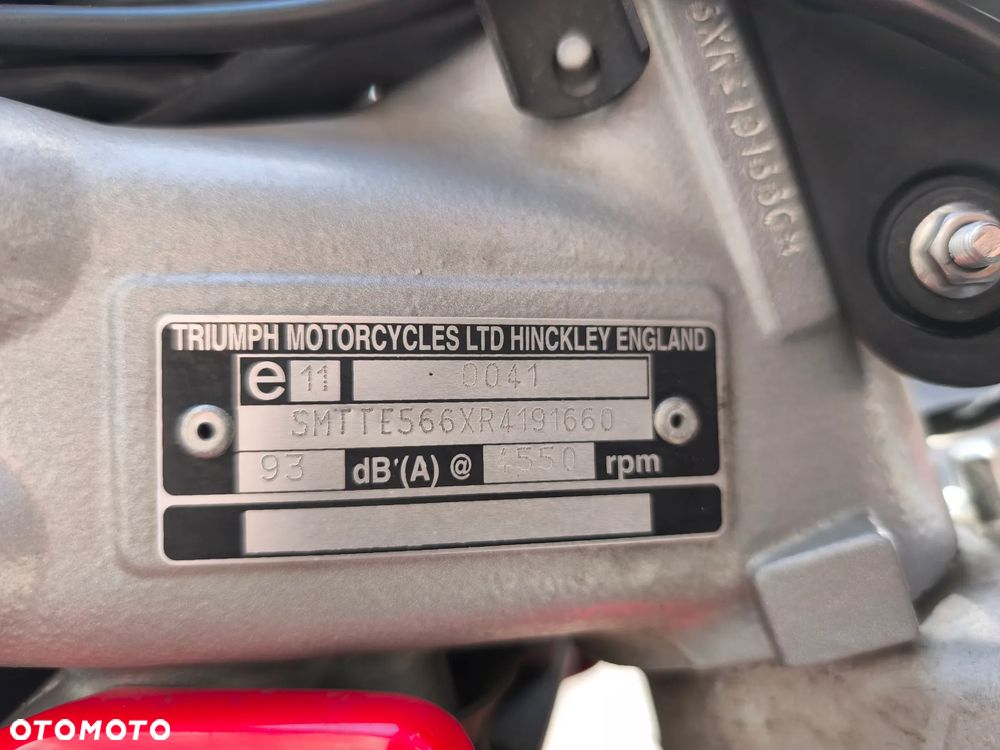 TRIUMPH MOTORCYCLES LTD HINCKLEY ENGLAND
e 11 0041
SMTTE566XR4191660
93 dB(A) @ 4550 rpm
OTOMOTO